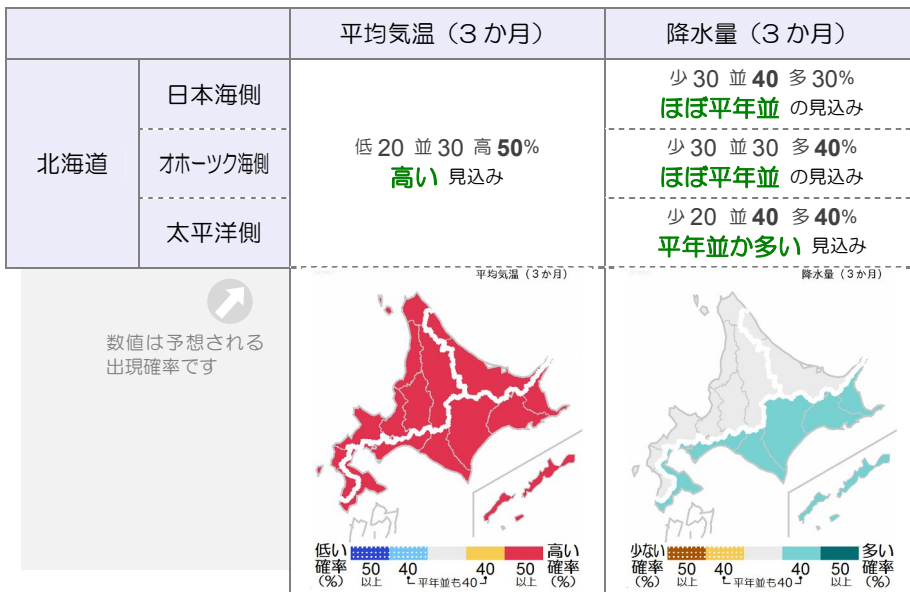 平均気温（3か月）
降水量（3か月）
北海道
日本海側
オホーツク海側
太平洋側
低 20 並 30 高 50%
高い 見込み
少 30 並 40 多 30%
ほぼ平年並 の見込み
少 30 並 30 多 40%
ほぼ平年並 の見込み
少 20 並 40 多 40%
平年並か多い 見込み
数値は予想される
出現確率です
平均気温（3か月）
低い
確率
（%）
50
以上
40
平年並も40
40
50
以上
高い
確率
（%）
降水量（3か月）
少ない
確率
（%）
50
以上
40
平年並も40
40
50
以上
多い
確率
（%）